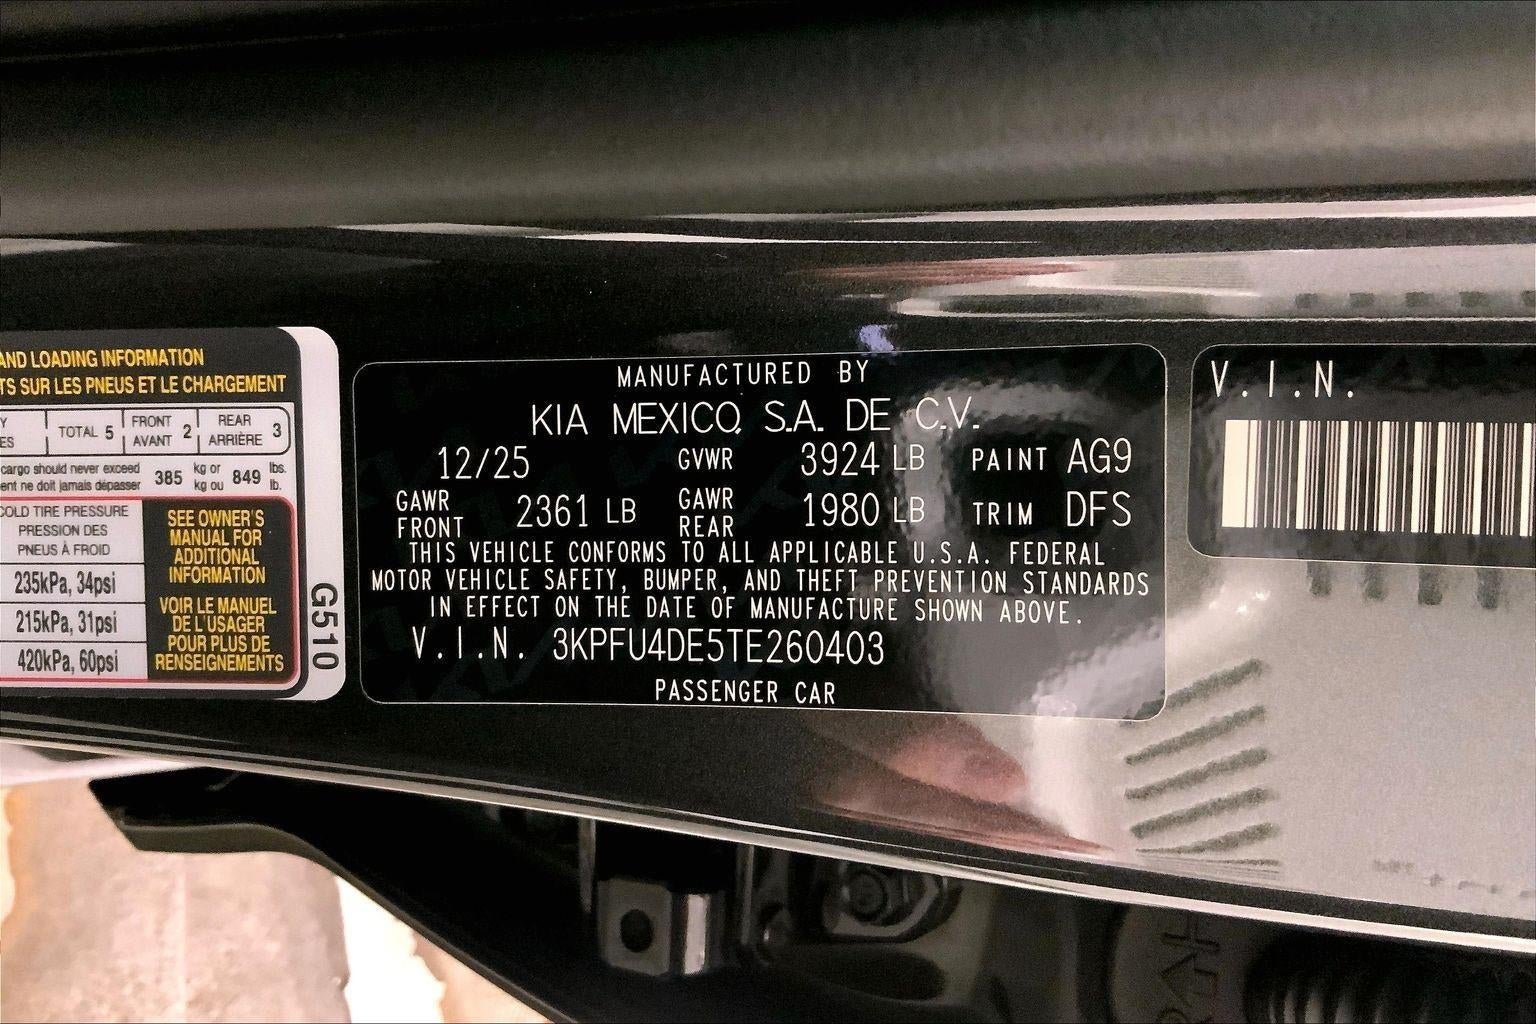 AND LOADING INFORMATION
TS SUR LES PNEUS ET LE CHARGEMENT
TOTAL 5 FRONT AVANT 2 REAR ARRIÈRE 3
cargo should never exceed
ent ne doit jamais dépasser
385 kg or kg ou 849 lbs. lb.
COLD TIRE PRESSURE
PRESSION DES
PNEUS À FROID
235kPa, 34psi
215kPa, 31psi
420kPa, 60psi
SEE OWNER'S
MANUAL FOR
ADDITIONAL
INFORMATION
VOIR LE MANUEL
DE L'USAGER
POUR PLUS DE
RENSEIGNEMENTS
G510
MANUFACTURED BY
KIA MEXICO, S.A. DE C.V.
12/25 GVWR 3924 LB PAINT AG9
GAWR FRONT 2361 LB GAWR REAR 1980 LB TRIM DFS
THIS VEHICLE CONFORMS TO ALL APPLICABLE U.S.A. FEDERAL
MOTOR VEHICLE SAFETY, BUMPER, AND THEFT PREVENTION STANDARDS
IN EFFECT ON THE DATE OF MANUFACTURE SHOWN ABOVE.
V.I.N. 3KPFU4DE5TE260403
PASSENGER CAR
V.I.N.